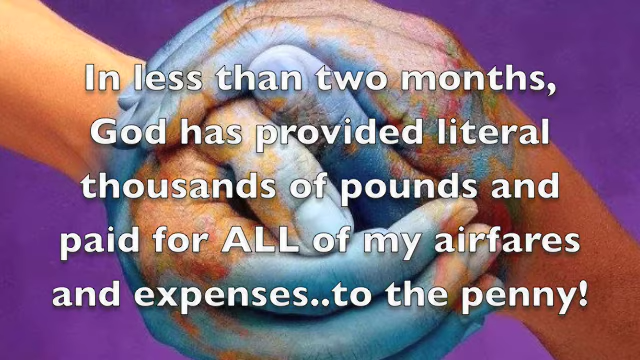 In less than two months,
God has provided literal
thousands of pounds and
paid for ALL of my airfares
and expenses..to the penny!